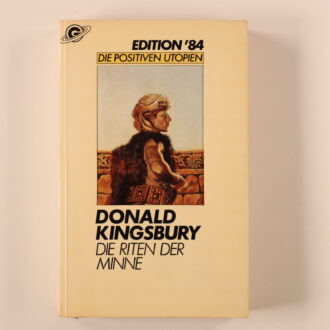 EDITION '84
DIE POSITIVEN UTOPIEN
DONALD
KINGSBURY
DIE RITEN DER
MINNE